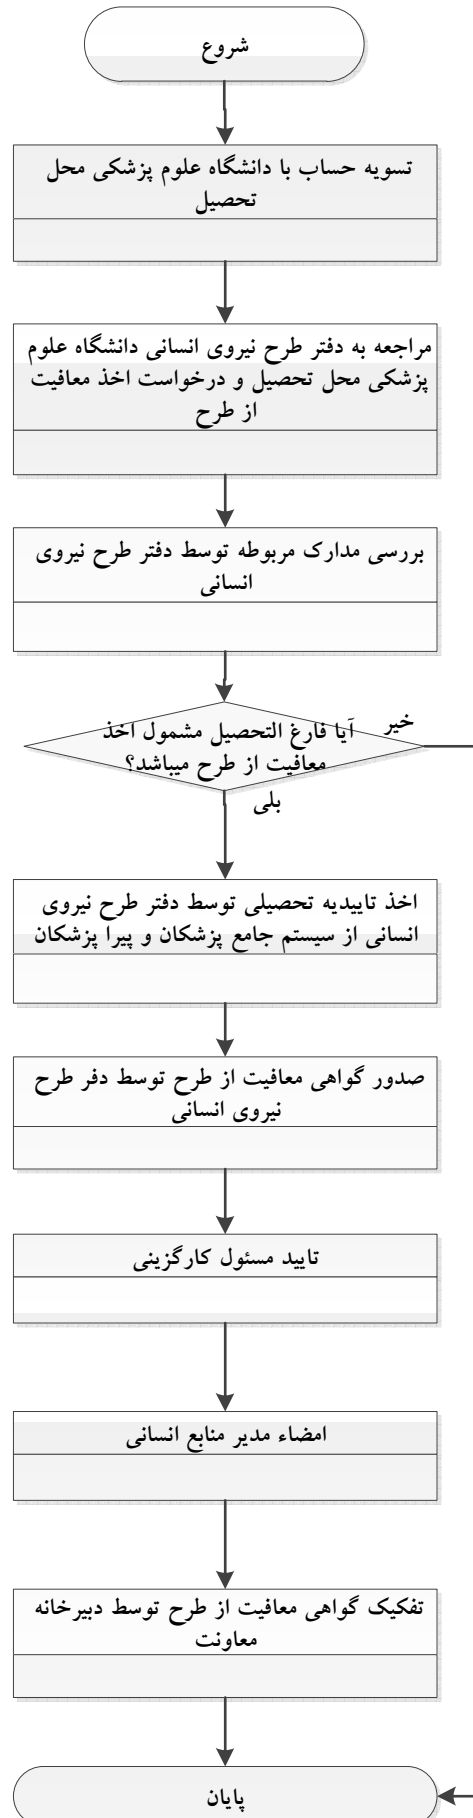 شروع
تسویه حساب با دانشگاه علوم پزشکی محل
تحصیل
مراجعه به دفتر طرح نیروی انسانی دانشگاه علوم
پزشکی محل تحصیل و درخواست اخذ معافیت
از طرح
بررسی مدارک مربوطه توسط دفتر طرح نیروی
انسانی
خیر
آیا فارغ التحصیل مشمول اخذ
معافیت از طرح میباشد؟
بلی
اخذ تاییدیه تحصیلی توسط دفتر طرح نیروی
انسانی از سیستم جامع پزشکان و پیرا پزشکان
صدور گواهی معافیت از طرح توسط دفر طرح
نیروی انسانی
تایید مسئول کارگزینی
امضاء مدیر منابع انسانی
تفکیک گواهی معافیت از طرح توسط دبیرخانه
معاونت
پایان